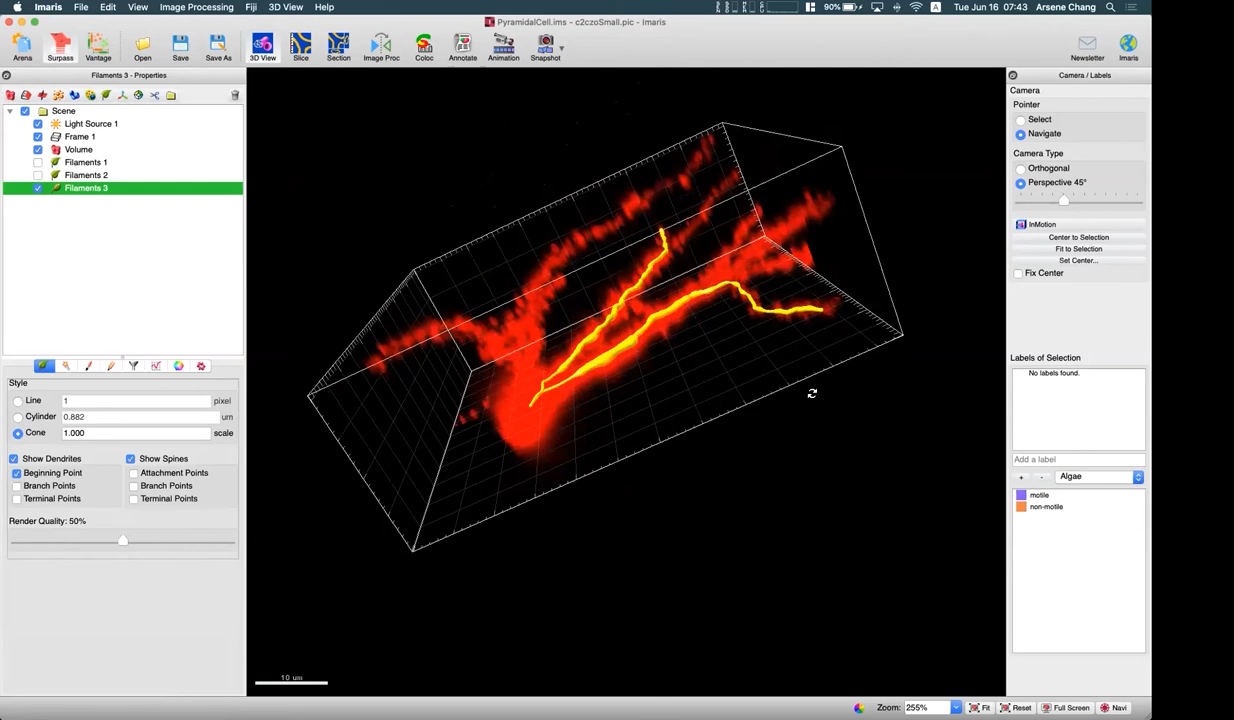 Imaris File Edit View Image Processing Fiji 3D View Help 90% A Tue Jun 16 07:43 Arsene Chang
PyramidalCell.ims - c2czoSmall.pic - Imaris
Arena Surpass Vantage Open Save Save As 3D View Slice Section Image Proc Coloc Annotate Animation Snapshot Newsletter Imaris
Filaments 3 - Properties
Scene
Light Source 1
Frame 1
Volume
Filaments 1
Filaments 2
Filaments 3
Style
Line 1 pixel
Cylinder 0.882 um
Cone 1.000 scale
Show Dendrites Show Spines
Beginning Point Attachment Points
Branch Points Branch Points
Terminal Points Terminal Points
Render Quality: 50%
10 um
Camera / Labels
Camera
Pointer
Select
Navigate
Camera Type
Orthogonal
Perspective 45°
InMotion
Center to Selection
Fit to Selection
Set Center...
Fix Center
Labels of Selection
No labels found.
Add a label
+ - Algae
motile
non-motile
Zoom: 255% Fit Reset Full Screen Navi